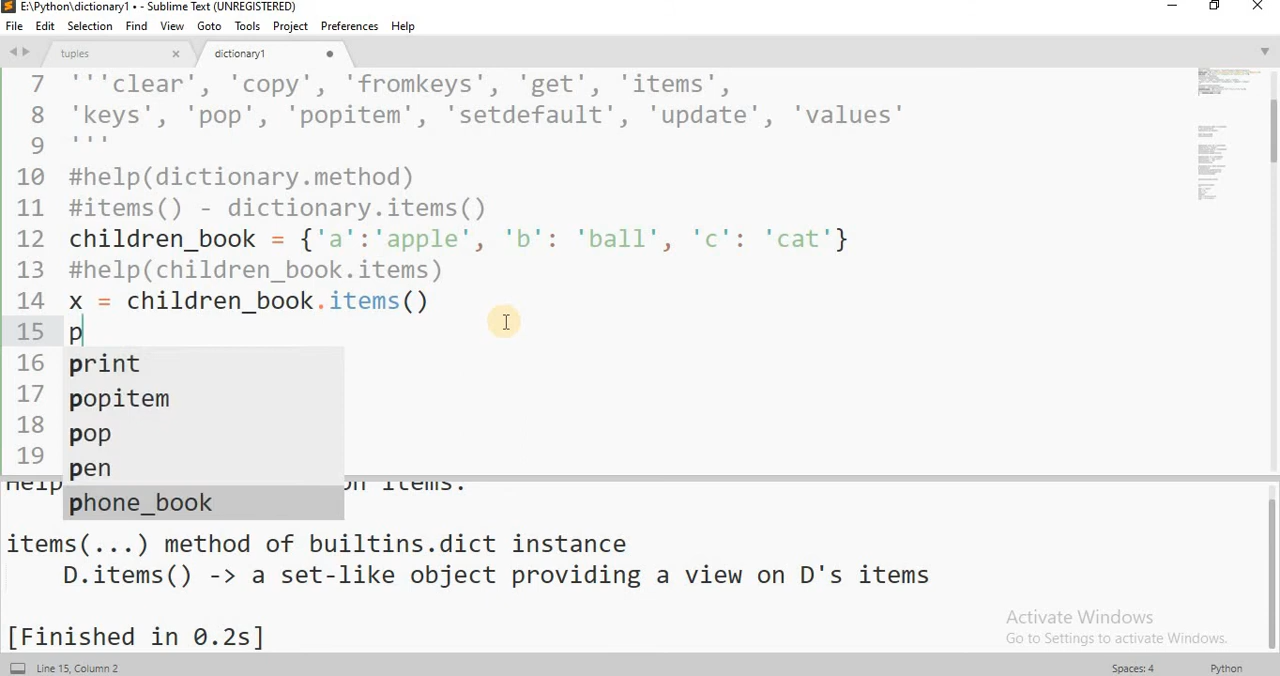 E:\Python\dictionary1 • - Sublime Text (UNREGISTERED)
File Edit Selection Find View Goto Tools Project Preferences Help
tuples dictionary1
7 '''clear', 'copy', 'fromkeys', 'get', 'items',
8 'keys', 'pop', 'popitem', 'setdefault', 'update', 'values'
9 '''
10 #help(dictionary.method)
11 #items() - dictionary.items()
12 children_book = {'a':'apple', 'b': 'ball', 'c': 'cat'}
13 #help(children_book.items)
14 x = children_book.items()
15 p
16 print
17 popitem
18 pop
19 pen
phone_book
Help on items:
items(...) method of builtins.dict instance
D.items() -> a set-like object providing a view on D's items
[Finished in 0.2s]
Activate Windows
Go to Settings to activate Windows.
Line 15, Column 2 Spaces: 4 Python